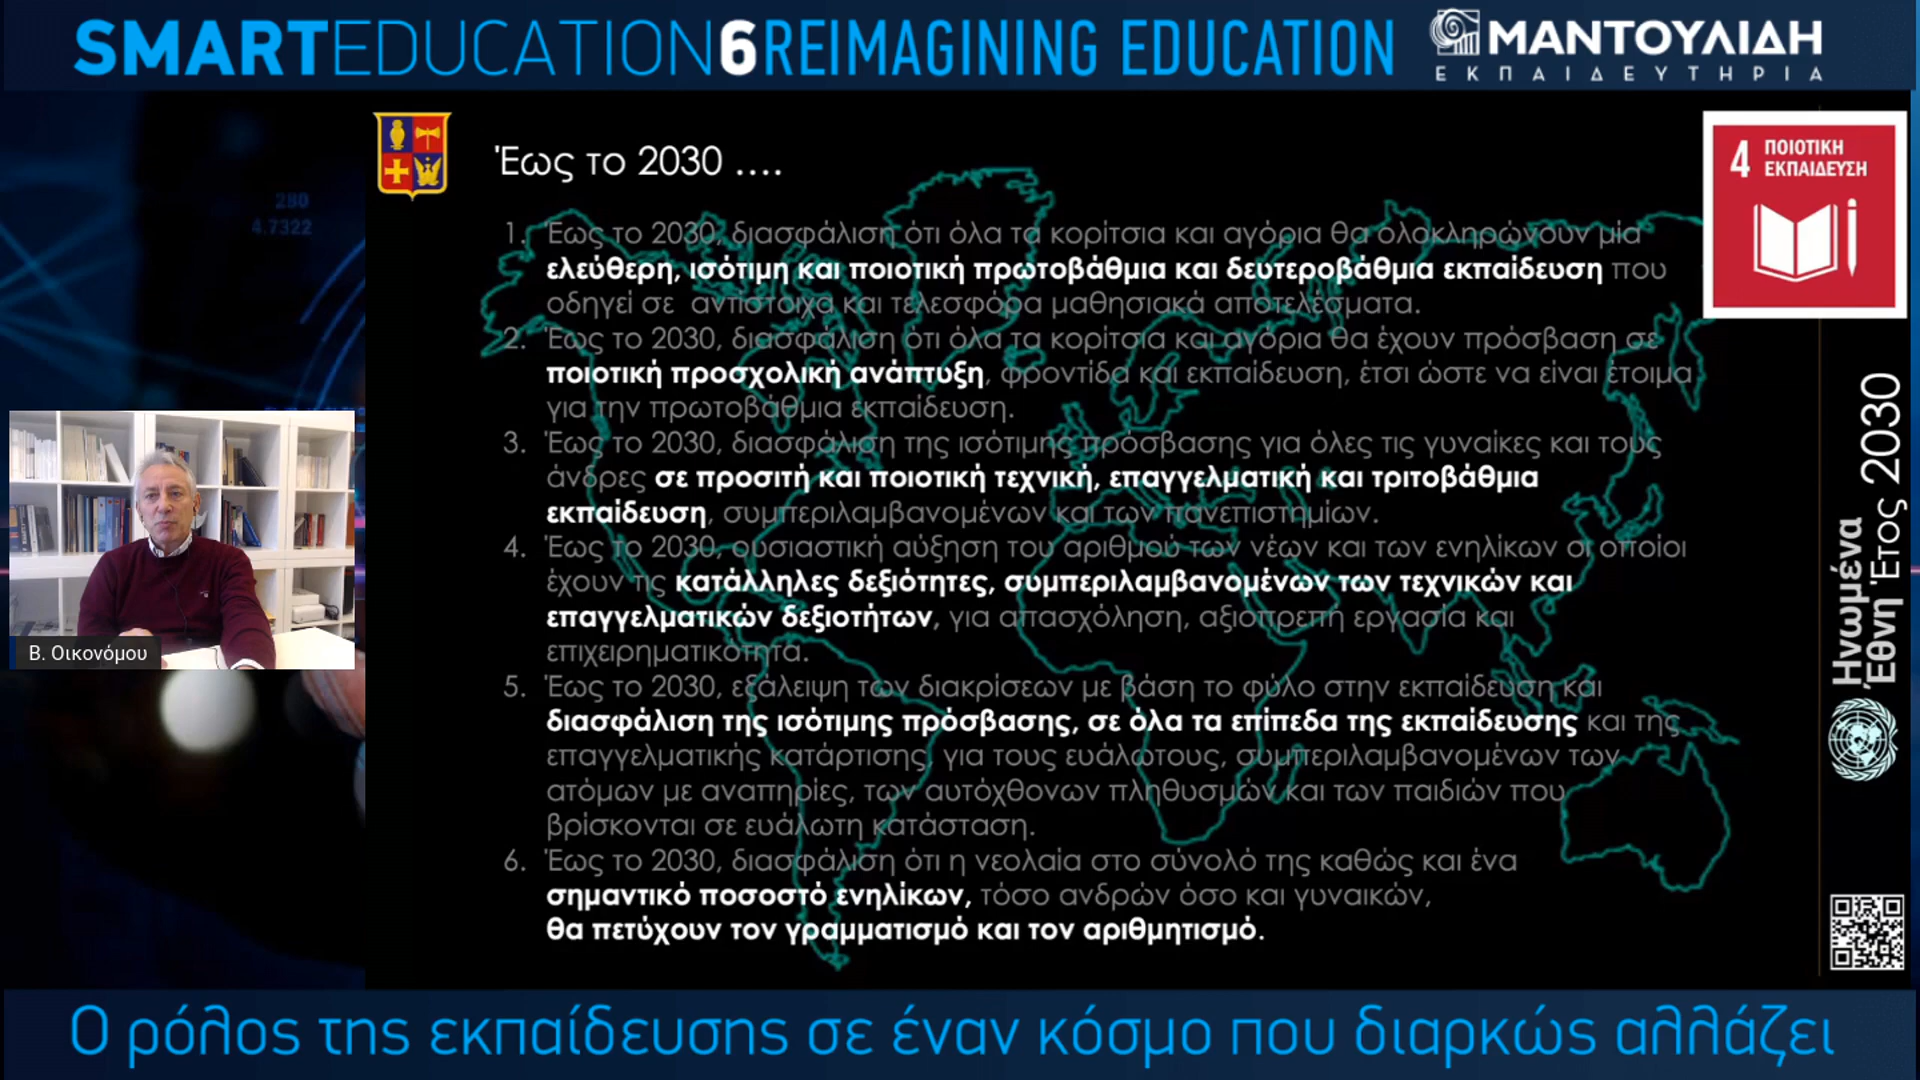 SMARTEDUCATION6REIMAGINING EDUCATION
ΜΑΝΤΟΥΛΙΔΗ
ΕΚΠΑΙΔΕΥΤΗΡΙΑ
4 ΠΟΙΟΤΙΚΗ
ΕΚΠΑΙΔΕΥΣΗ
Έως το 2030 ....
280
4.7322
1. Έως το 2030, διασφάλιση ότι όλα τα κορίτσια και αγόρια θα ολοκληρώνουν μία
ελεύθερη, ισότιμη και ποιοτική πρωτοβάθμια και δευτεροβάθμια εκπαίδευση που
οδηγεί σε αντίστοιχα και τελεσφόρα μαθησιακά αποτελέσματα.
2. Έως το 2030, διασφάλιση ότι όλα τα κορίτσια και αγόρια θα έχουν πρόσβαση σε
ποιοτική προσχολική ανάπτυξη, φροντίδα και εκπαίδευση, έτσι ώστε να είναι έτοιμα
για την πρωτοβάθμια εκπαίδευση.
3. Έως το 2030, διασφάλιση της ισότιμης πρόσβασης για όλες τις γυναίκες και τους
άνδρες σε προσιτή και ποιοτική τεχνική, επαγγελματική και τριτοβάθμια
εκπαίδευση, συμπεριλαμβανομένων και των πανεπιστημίων.
4. Έως το 2030, ουσιαστική αύξηση του αριθμού των νέων και των ενηλίκων οι οποίοι
έχουν τις κατάλληλες δεξιότητες, συμπεριλαμβανομένων των τεχνικών και
επαγγελματικών δεξιοτήτων, για απασχόληση, αξιοπρεπή εργασία και
επιχειρηματικότητα.
5. Έως το 2030, εξάλειψη των διακρίσεων με βάση το φύλο στην εκπαίδευση και
διασφάλιση της ισότιμης πρόσβασης, σε όλα τα επίπεδα της εκπαίδευσης και της
επαγγελματικής κατάρτισης, για τους ευάλωτους, συμπεριλαμβανομένων των
ατόμων με αναπηρίες, των αυτόχθονων πληθυσμών και των παιδιών που
βρίσκονται σε ευάλωτη κατάσταση.
6. Έως το 2030, διασφάλιση ότι η νεολαία στο σύνολό της καθώς και ένα
σημαντικό ποσοστό ενηλίκων, τόσο ανδρών όσο και γυναικών,
θα πετύχουν τον γραμματισμό και τον αριθμητισμό.
Ηνωμένα
Έθνη Έτος 2030
Β. Οικονόμου
Ο ρόλος της εκπαίδευσης σε έναν κόσμο που διαρκώς αλλάζει